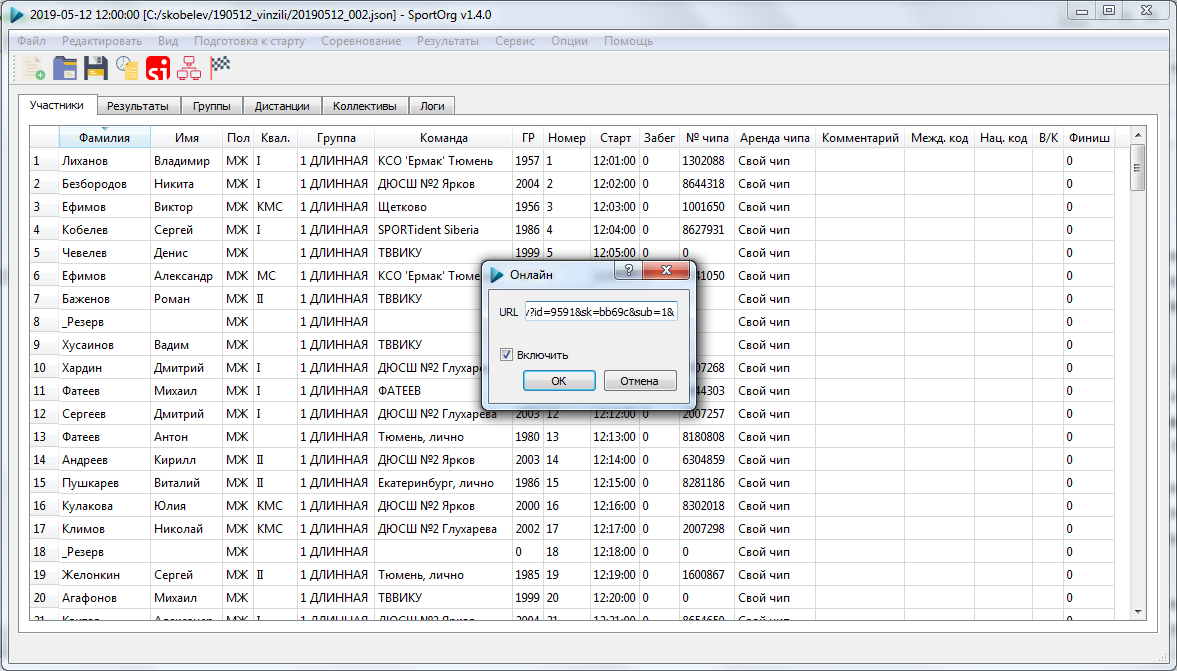 2019-05-12 12:00:00 [C:/skobelev/190512_vinzili/20190512_002.json] - SportOrg v1.4.0
Файл Редактировать Вид Подготовка к старту Соревнование Результаты Сервис Опции Помощь
Участники Результаты Группы Дистанции Коллективы Логи
Фамилия Имя Пол Квал. Группа Команда ГР Номер Старт Забег № чипа Аренда чипа Комментарий Межд. код Нац. код В/К Финиш
1 Лиханов Владимир МЖ I 1 ДЛИННАЯ КСО 'Ермак' Тюмень 1957 1 12:01:00 0 1302088 Свой чип 0
2 Безбородов Никита МЖ I 1 ДЛИННАЯ ДЮСШ №2 Ярков 2004 2 12:02:00 0 8644318 Свой чип 0
3 Ефимов Виктор МЖ КМС 1 ДЛИННАЯ Щетково 1956 3 12:03:00 0 1001650 Свой чип 0
4 Кобелев Сергей МЖ I 1 ДЛИННАЯ SPORTident Siberia 1986 4 12:04:00 0 8627931 Свой чип 0
5 Чевелев Денис МЖ 1 ДЛИННАЯ ТВВИКУ 1999 5 12:05:00 0 0 Свой чип 0
6 Ефимов Александр МЖ МС 1 ДЛИННАЯ КСО 'Ермак' Тюме 41050 Свой чип 0
7 Баженов Роман МЖ II 1 ДЛИННАЯ ТВВИКУ Свой чип 0
8 _Резерв МЖ 1 ДЛИННАЯ Свой чип 0
9 Хусаинов Вадим МЖ 1 ДЛИННАЯ ТВВИКУ Свой чип 0
10 Хардин Дмитрий МЖ I 1 ДЛИННАЯ ДЮСШ №2 Глухаре 07268 Свой чип 0
11 Фатеев Михаил МЖ I 1 ДЛИННАЯ ФАТЕЕВ 44303 Свой чип 0
12 Сергеев Дмитрий МЖ I 1 ДЛИННАЯ ДЮСШ №2 Глухарева 2003 12 12:12:00 0 2007257 Свой чип 0
13 Фатеев Антон МЖ 1 ДЛИННАЯ Тюмень, лично 1980 13 12:13:00 0 8180808 Свой чип 0
14 Андреев Кирилл МЖ II 1 ДЛИННАЯ ДЮСШ №2 Ярков 2003 14 12:14:00 0 6304859 Свой чип 0
15 Пушкарев Виталий МЖ II 1 ДЛИННАЯ Екатеринбург, лично 1986 15 12:15:00 0 8281186 Свой чип 0
16 Кулакова Юлия МЖ КМС 1 ДЛИННАЯ ДЮСШ №2 Ярков 2000 16 12:16:00 0 8302018 Свой чип 0
17 Климов Николай МЖ КМС 1 ДЛИННАЯ ДЮСШ №2 Глухарева 2002 17 12:17:00 0 2007298 Свой чип 0
18 _Резерв МЖ 1 ДЛИННАЯ 0 18 12:18:00 0 0 Свой чип 0
19 Желонкин Сергей МЖ II 1 ДЛИННАЯ Тюмень, лично 1985 19 12:19:00 0 1600867 Свой чип 0
20 Агафонов Михаил МЖ 1 ДЛИННАЯ ТВВИКУ 1999 20 12:20:00 0 0 Свой чип 0
Онлайн
URL ?id=9591&sk=bb69c&sub=1&
Включить
OK Отмена